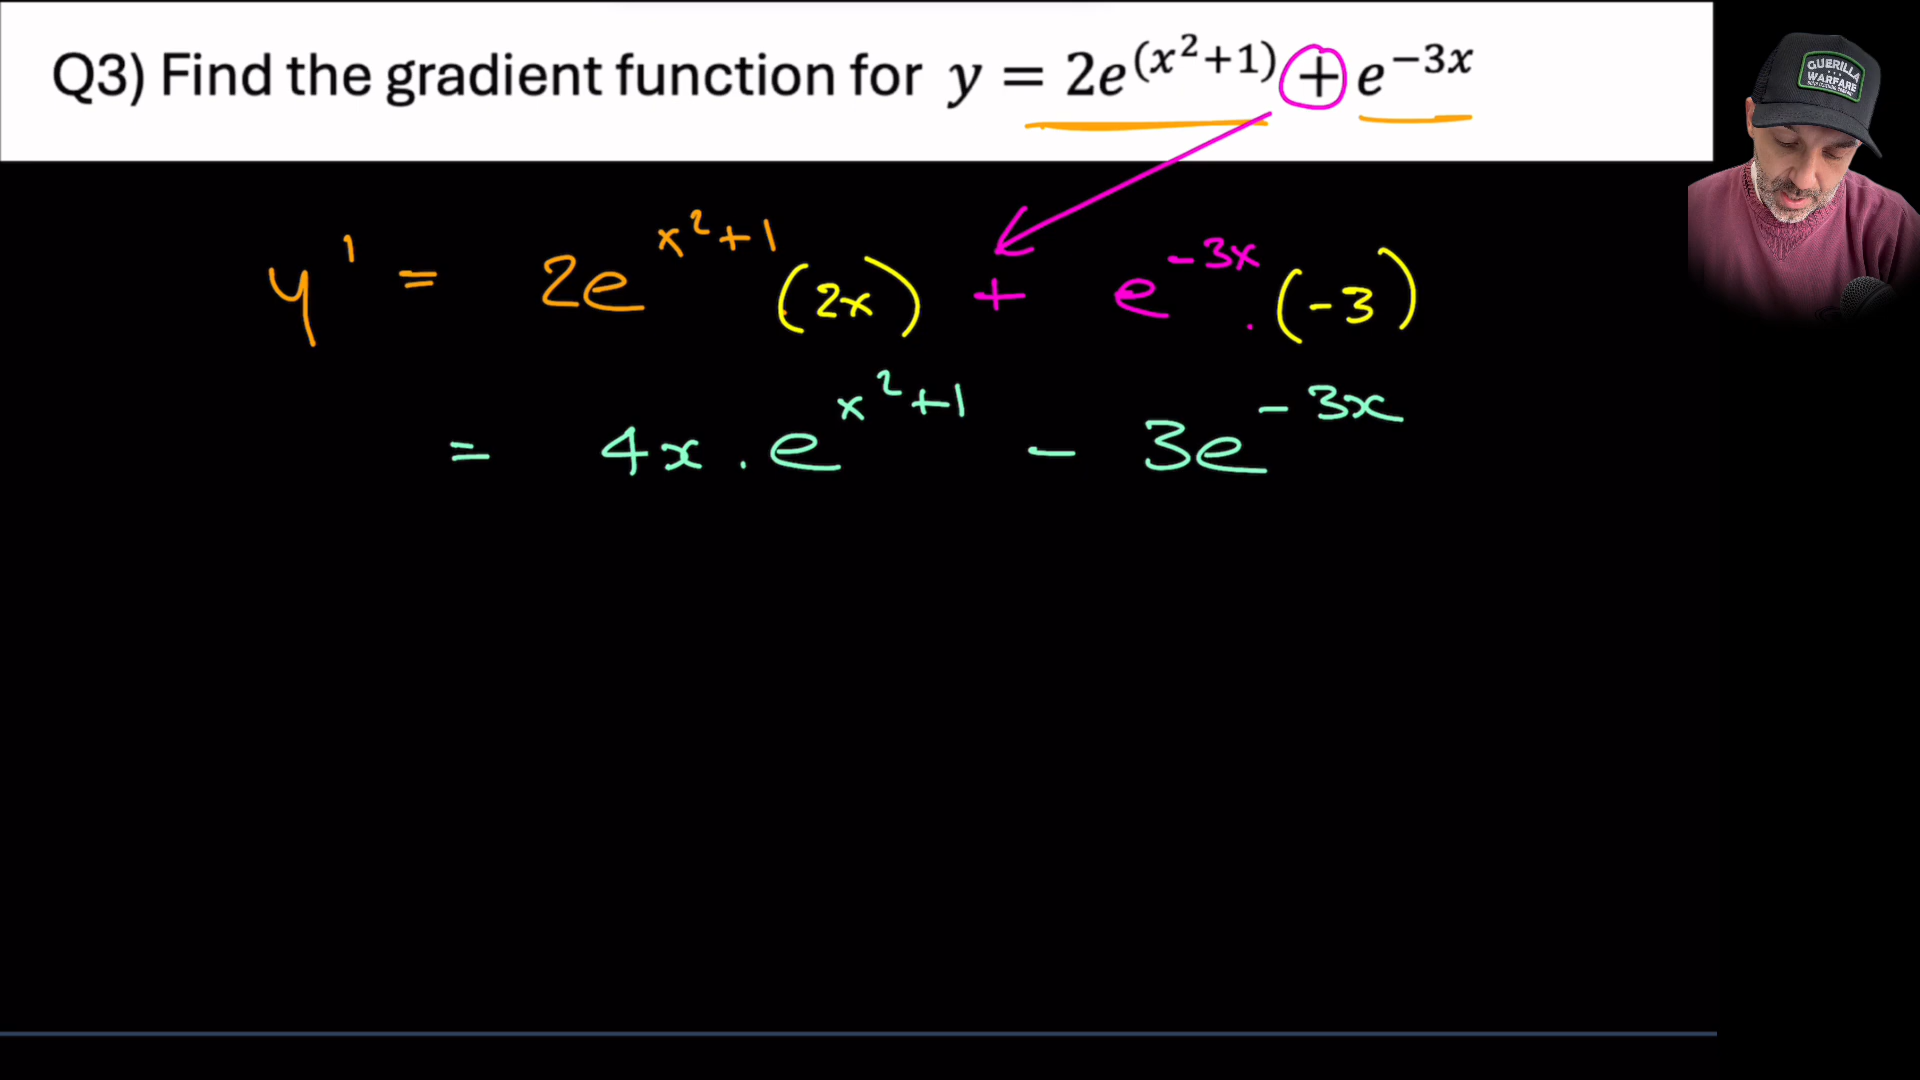 Q3) Find the gradient function for y = 2e^(x²+1) + e^−3x
y' = 2e^x²+1 (2x) + e^-3x . (-3)
= 4x . e^x²+1 - 3e^-3x
GUERILLA
WARFARE